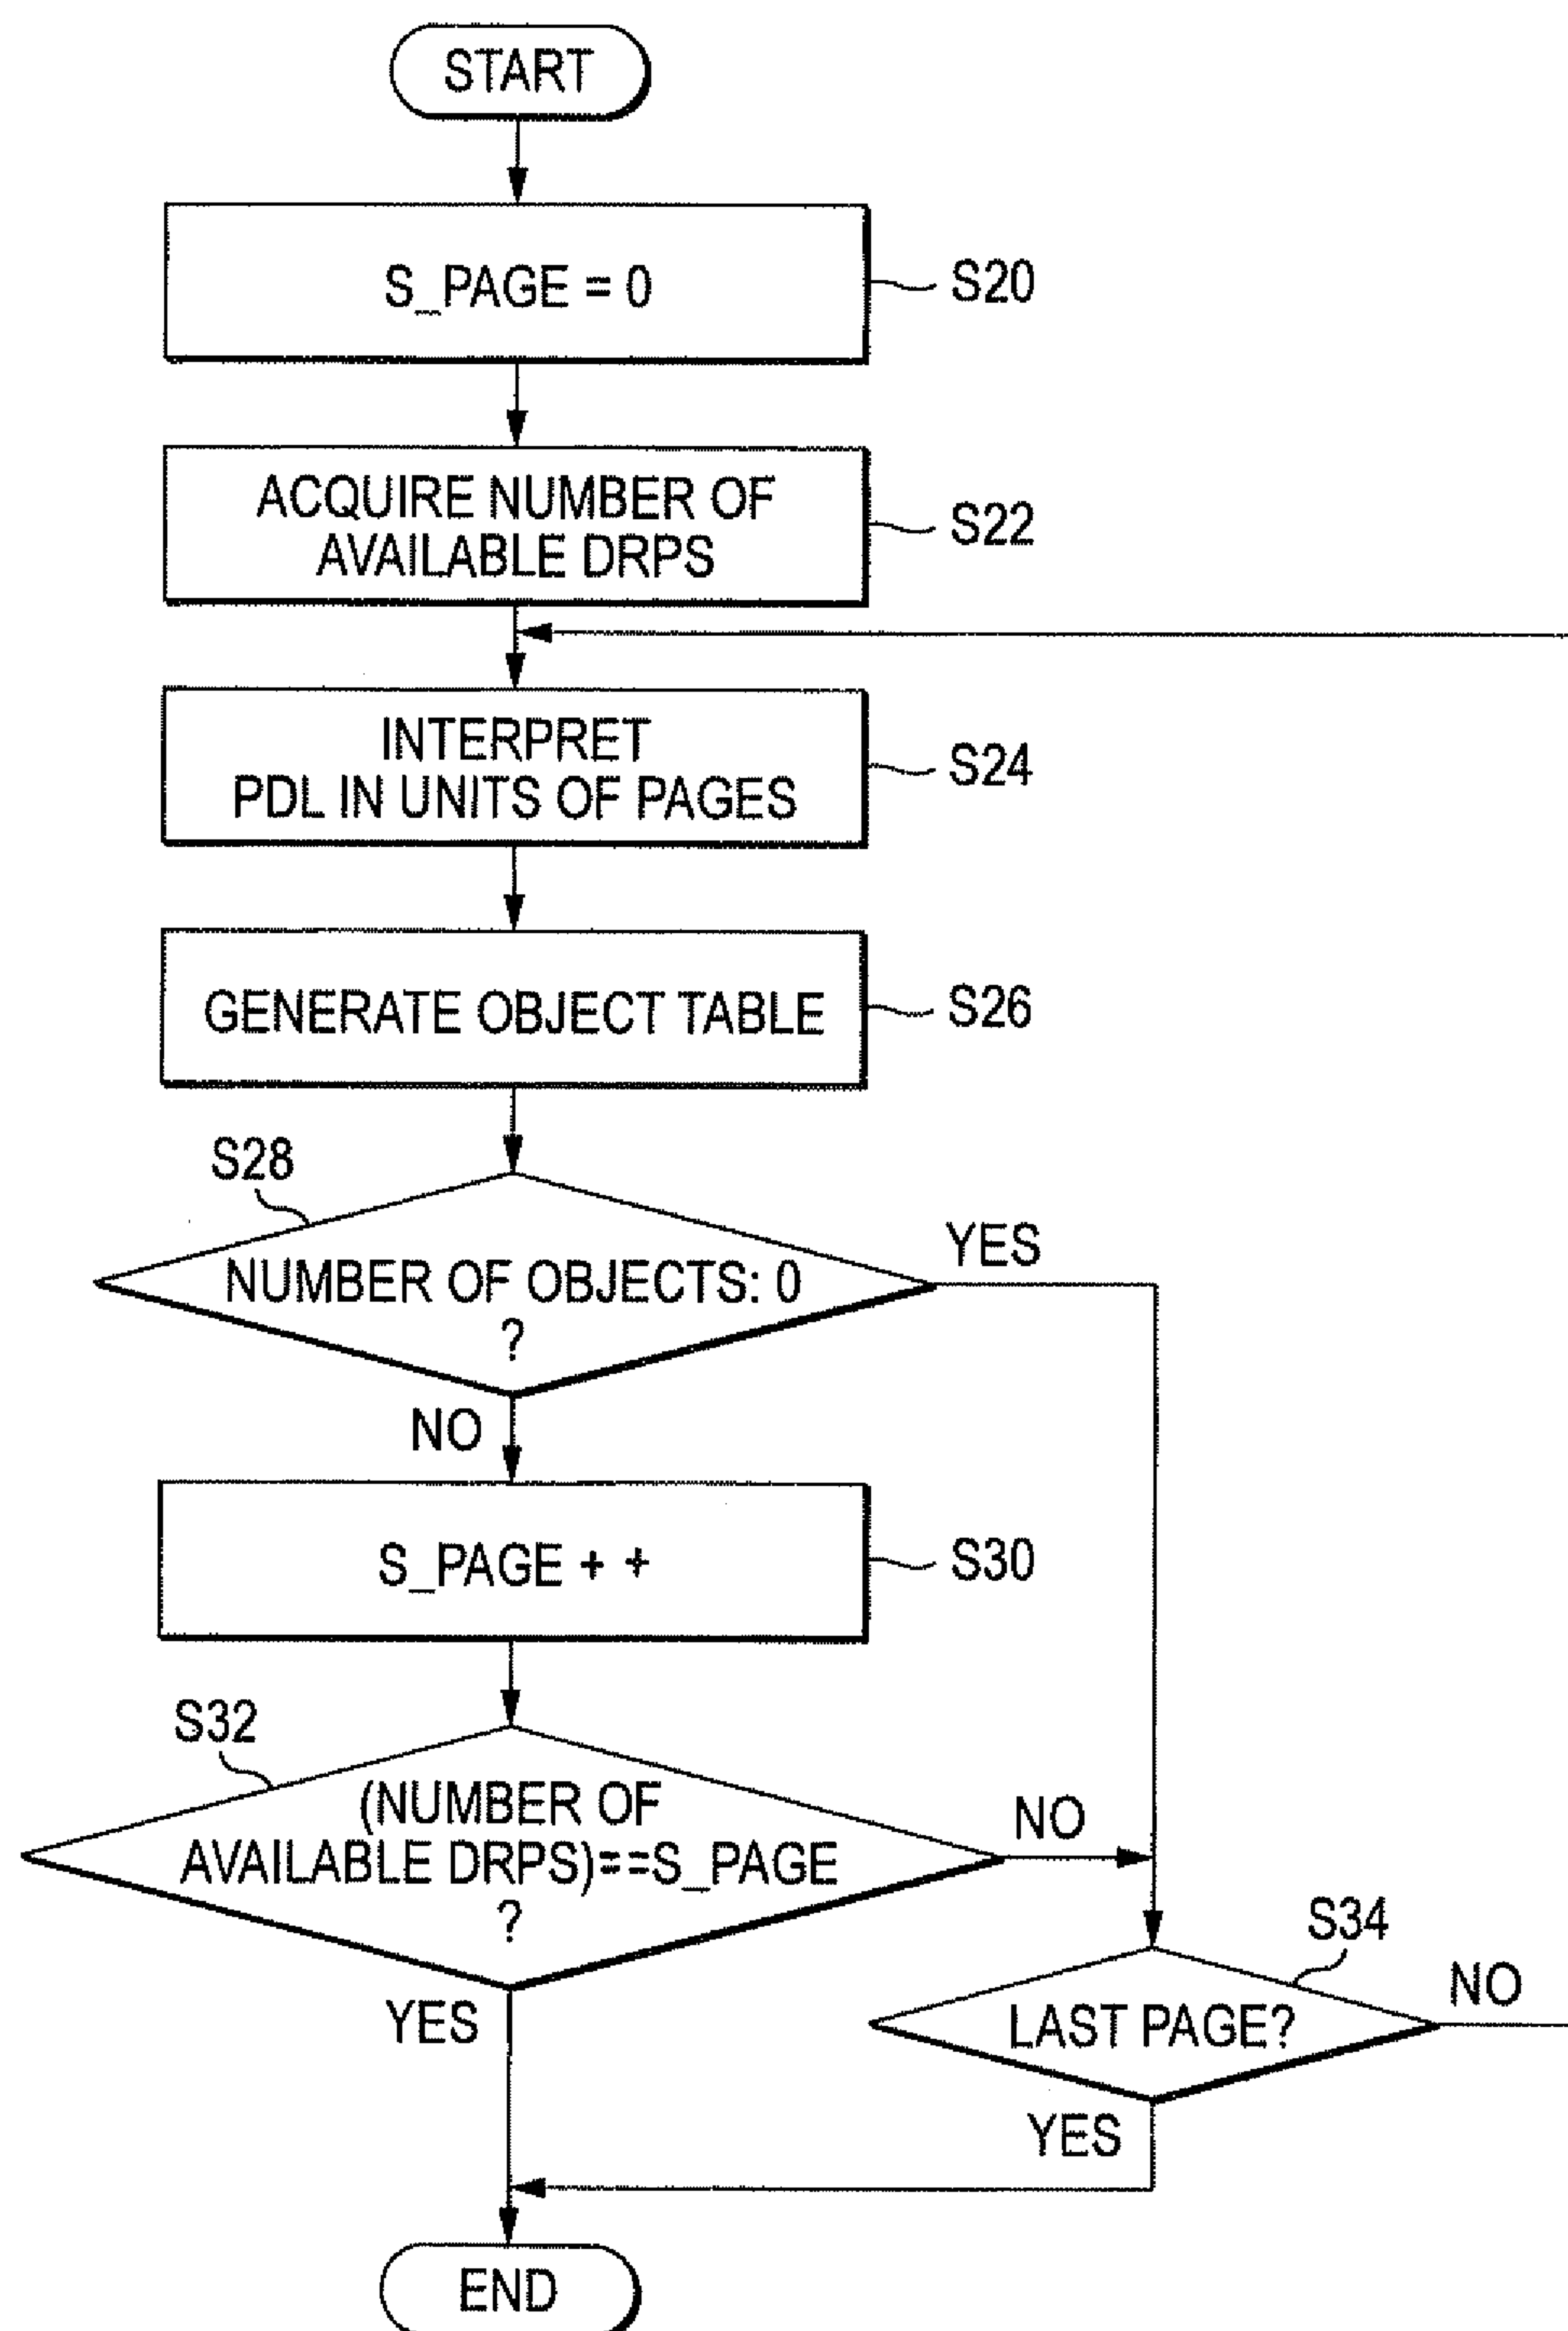 START
S_PAGE = 0
S20
ACQUIRE NUMBER OF
AVAILABLE DRPS
S22
INTERPRET
PDL IN UNITS OF PAGES
S24
GENERATE OBJECT TABLE
S26
S28
NUMBER OF OBJECTS: 0
?
YES
NO
S_PAGE + +
S30
S32
(NUMBER OF
AVAILABLE DRPS)==S_PAGE
?
NO
YES
S34
LAST PAGE?
NO
YES
END